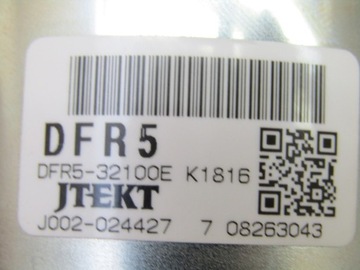 DFR5
DFR5-32100E K1816
JTEKT
J002-024427 7 08263043